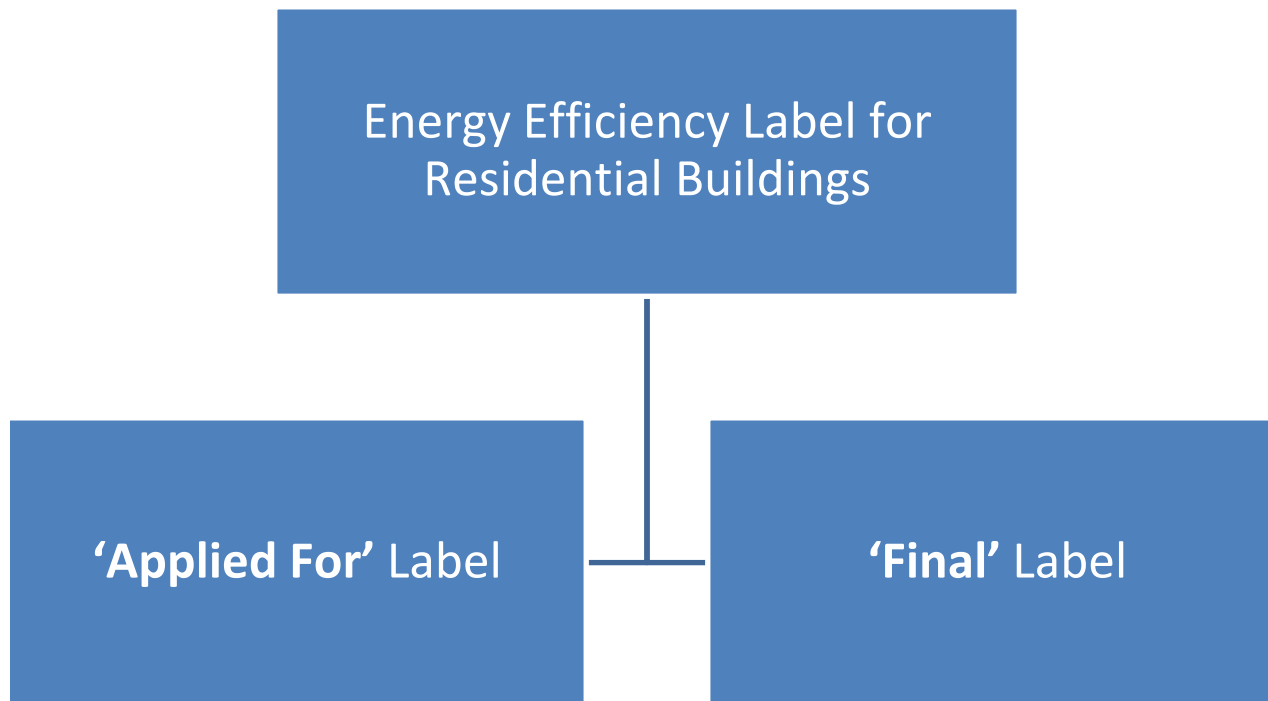 Energy Efficiency Label for
Residential Buildings
‘Applied For’ Label
‘Final’ Label